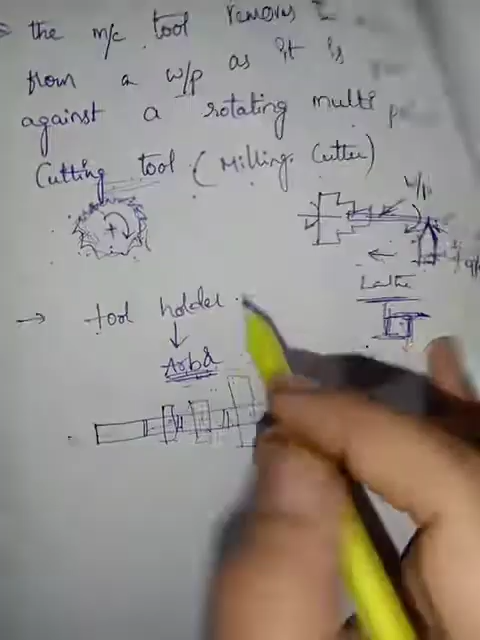 the m/c tool removes
from a w/p as it is
against a rotating multi
Cutting tool (Milling Cutter)
w/p
Lathe
→ tool holder
Arbor